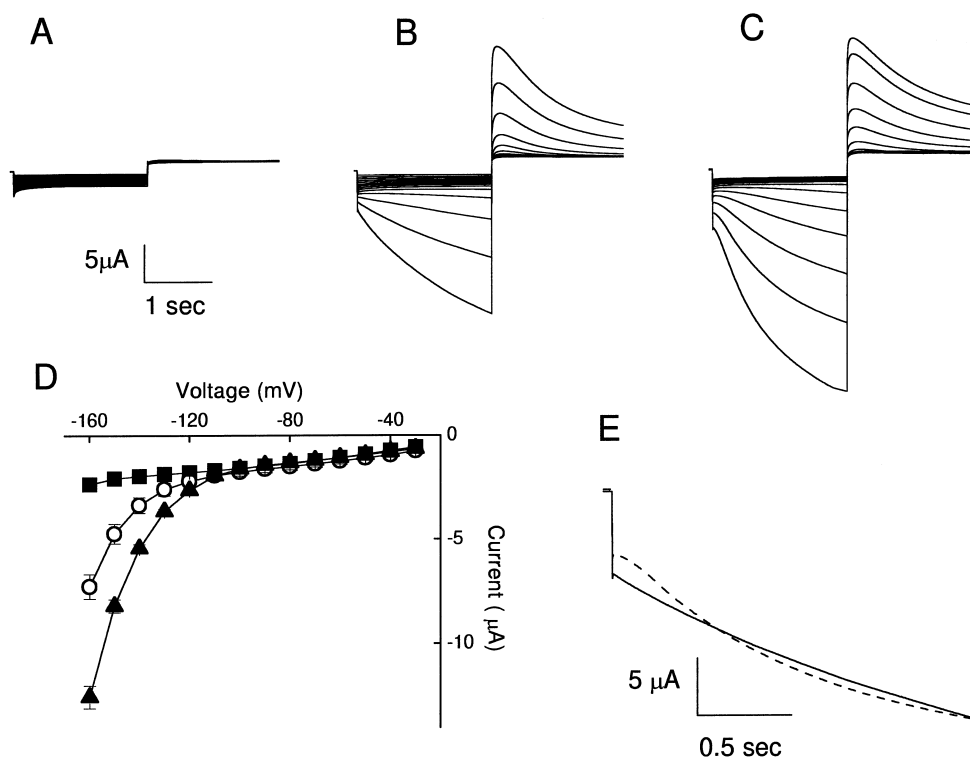 A
B
C
5μA
1 sec
D
Voltage (mV)
-160
-120
-80
-40
0
-5
-10
Current ( μA)
E
5 μA
0.5 sec